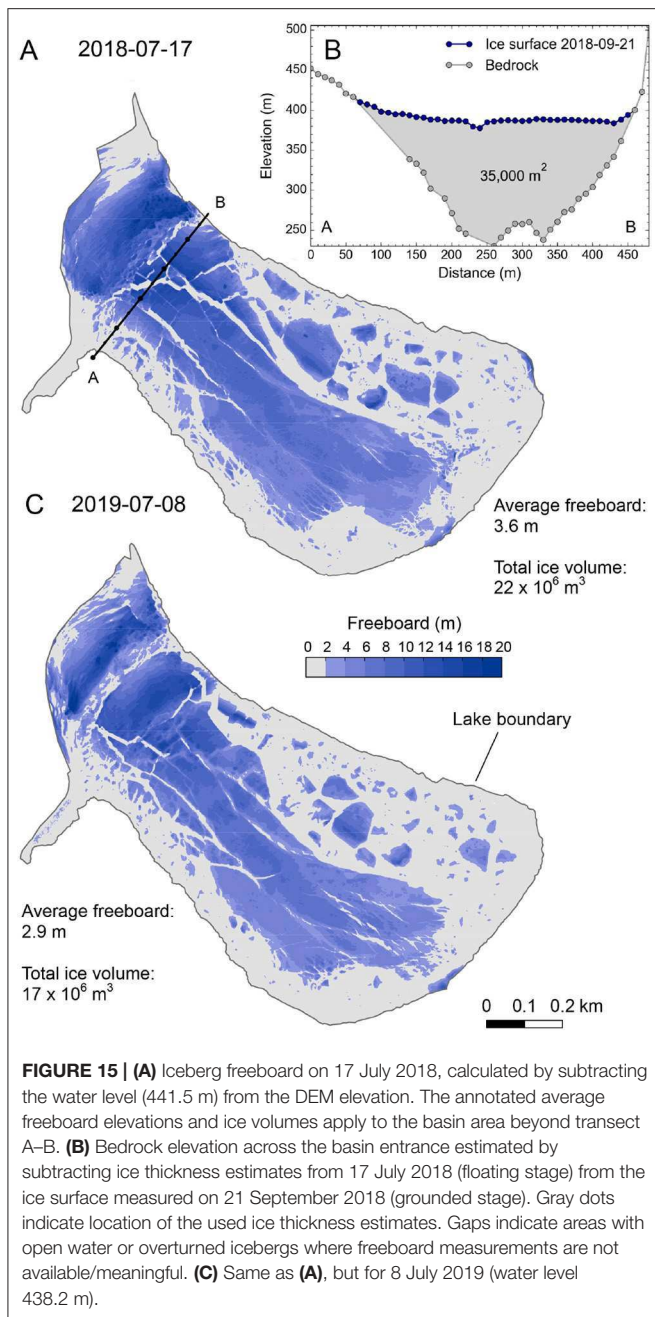 A 2018-07-17
B
Ice surface 2018-09-21
Bedrock
500
450
400
350
300
250
Elevation (m)
35,000 m²
A B
0 50 100 150 200 250 300 350 400 450
Distance (m)
B
A
Average freeboard:
3.6 m
Total ice volume:
22 x 10⁶ m³
C 2019-07-08
Freeboard (m)
0 2 4 6 8 10 12 14 16 18 20
Lake boundary
Average freeboard:
2.9 m
Total ice volume:
17 x 10⁶ m³
0 0.1 0.2 km
FIGURE 15 | (A) Iceberg freeboard on 17 July 2018, calculated by subtracting
the water level (441.5 m) from the DEM elevation. The annotated average
freeboard elevations and ice volumes apply to the basin area beyond transect
A–B. (B) Bedrock elevation across the basin entrance estimated by
subtracting ice thickness estimates from 17 July 2018 (floating stage) from the
ice surface measured on 21 September 2018 (grounded stage). Gray dots
indicate location of the used ice thickness estimates. Gaps indicate areas with
open water or overturned icebergs where freeboard measurements are not
available/meaningful. (C) Same as (A), but for 8 July 2019 (water level
438.2 m).